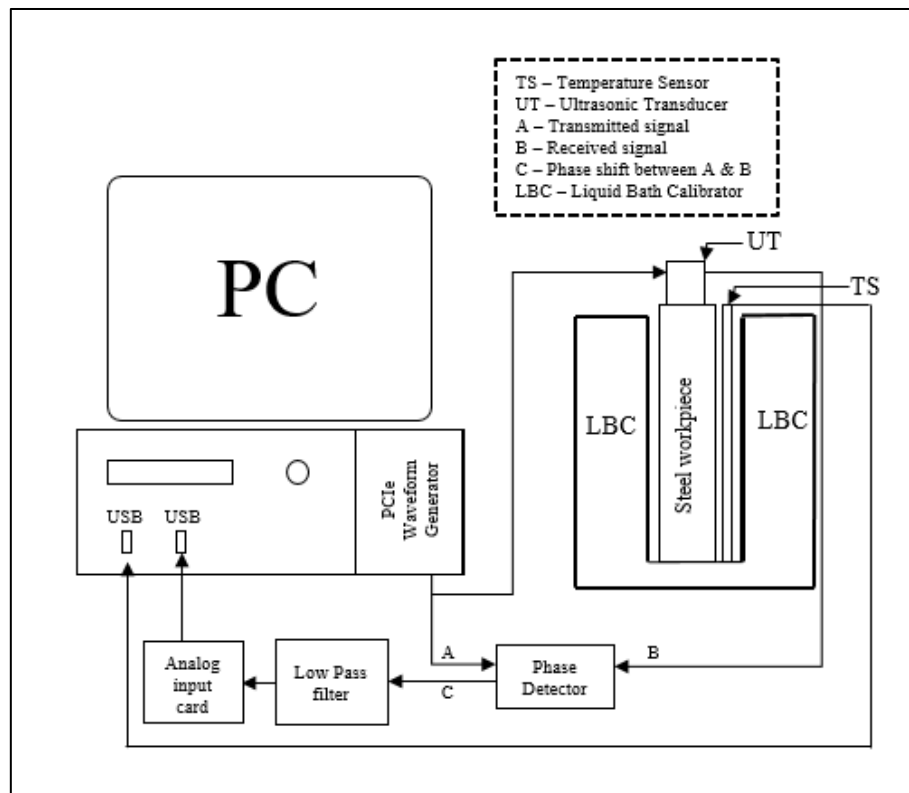 TS – Temperature Sensor
UT – Ultrasonic Transducer
A – Transmitted signal
B – Received signal
C – Phase shift between A & B
LBC – Liquid Bath Calibrator
PC
UT
TS
LBC
Steel workpiece
LBC
PCIe
Waveform
Generator
USB
USB
A
B
C
Phase
Detector
Low Pass
filter
Analog
input
card